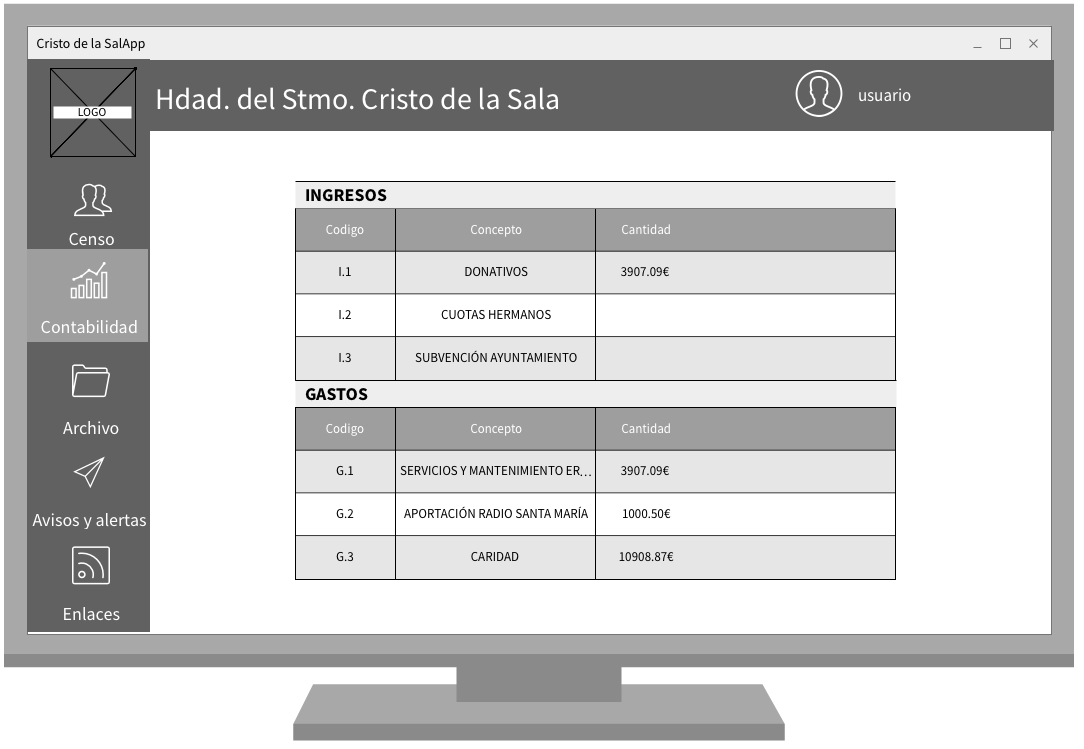 Cristo de la SalApp
LOGO
Hdad. del Stmo. Cristo de la Sala
usuario
Censo
Contabilidad
Archivo
Avisos y alertas
Enlaces
INGRESOS
Codigo Concepto Cantidad
I.1 DONATIVOS 3907.09€
I.2 CUOTAS HERMANOS
I.3 SUBVENCIÓN AYUNTAMIENTO
GASTOS
Codigo Concepto Cantidad
G.1 SERVICIOS Y MANTENIMIENTO ER... 3907.09€
G.2 APORTACIÓN RADIO SANTA MARÍA 1000.50€
G.3 CARIDAD 10908.87€